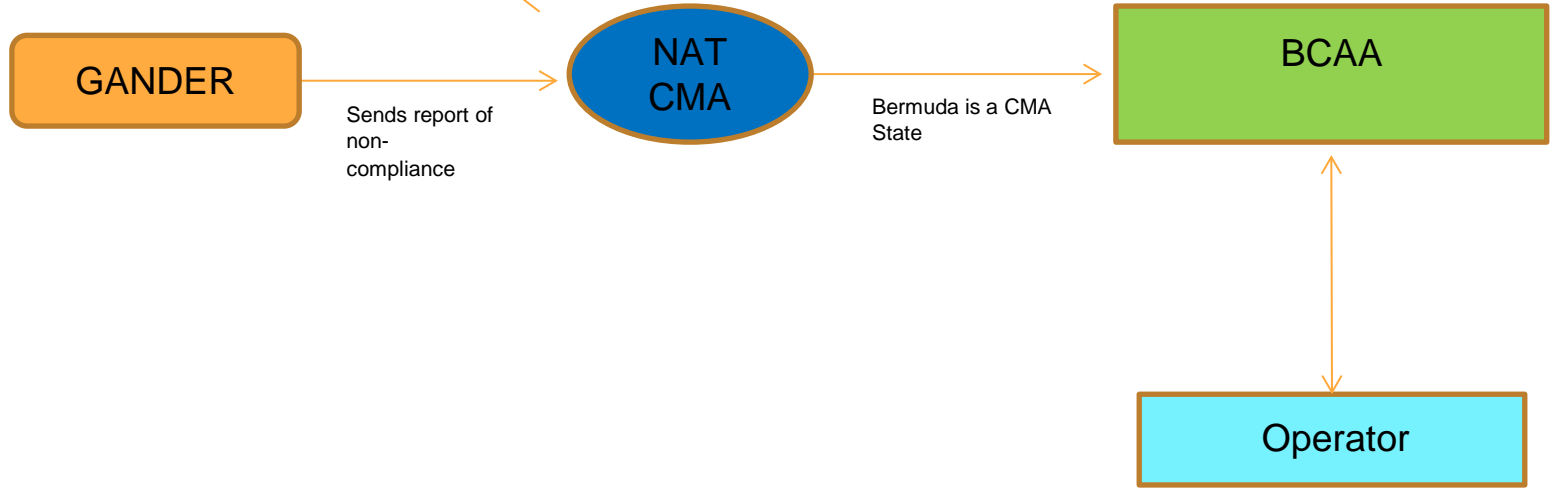 GANDER
Sends report of
non-
compliance
NAT
CMA
Bermuda is a CMA
State
BCAA
Operator